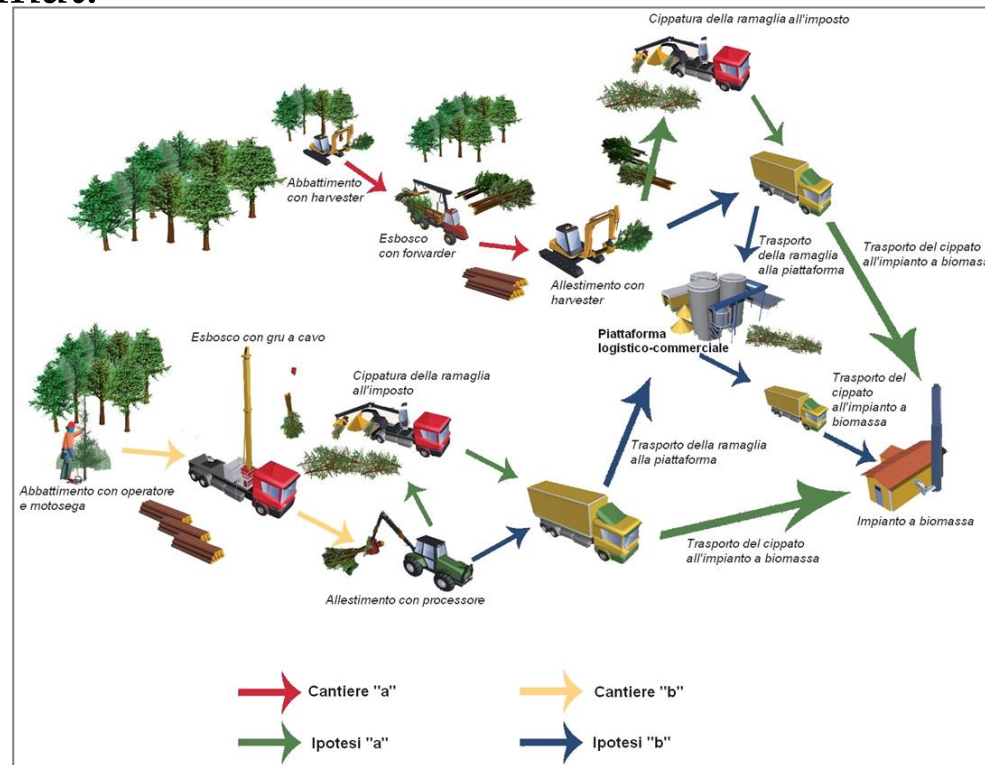 Cippatura della ramaglia all'imposto
Abbattimento
con harvester
Esbosco
con forwarder
Allestimento con
harvester
Trasporto
della ramaglia
alla piattaforma
Trasporto del cippato
all'impianto a biomassa
Piattaforma
logistico-commerciale
Esbosco con gru a cavo
Cippatura della ramaglia
all'imposto
Trasporto del
cippato
all'impianto a
biomassa
Trasporto della ramaglia
alla piattaforma
Abbattimento con operatore
e motosega
Impianto a biomassa
Trasporto del cippato
all'impianto a biomassa
Allestimento con processore
Cantiere "a"
Cantiere "b"
Ipotesi "a"
Ipotesi "b"